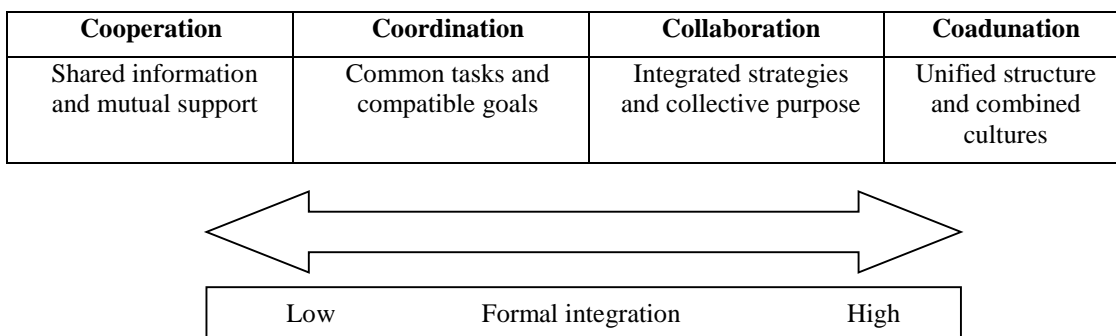 Cooperation Coordination Collaboration Coadunation
Shared information and mutual support
Common tasks and compatible goals
Integrated strategies and collective purpose
Unified structure and combined cultures
Low Formal integration High